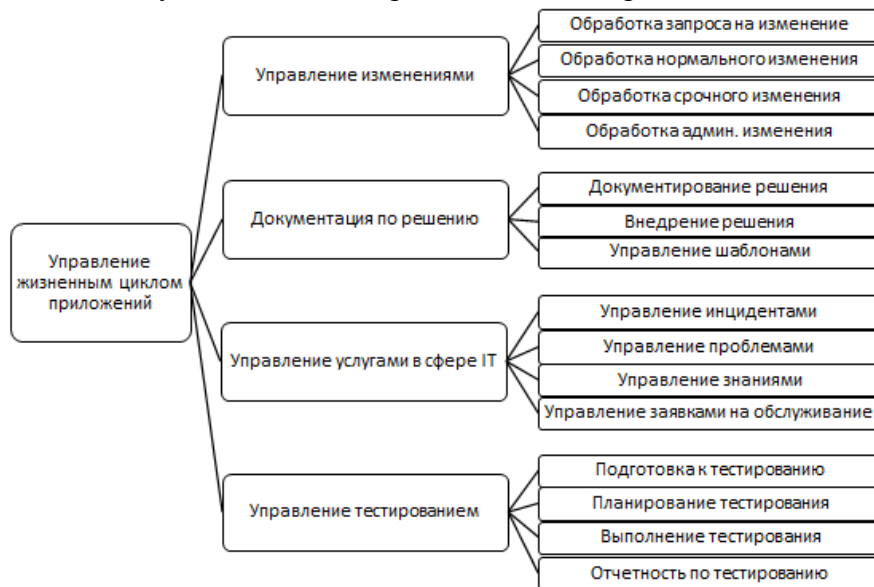 Управление
жизненным циклом
приложений
Управление изменениями
Обработка запроса на изменение
Обработка нормального изменения
Обработка срочного изменения
Обработка админ. изменения
Документация по решению
Документирование решения
Внедрение решения
Управление шаблонами
Управление услугами в сфере IT
Управление инцидентами
Управление проблемами
Управление знаниями
Управление заявками на обслуживание
Управление тестированием
Подготовка к тестированию
Планирование тестирования
Выполнение тестирования
Отчетность по тестированию